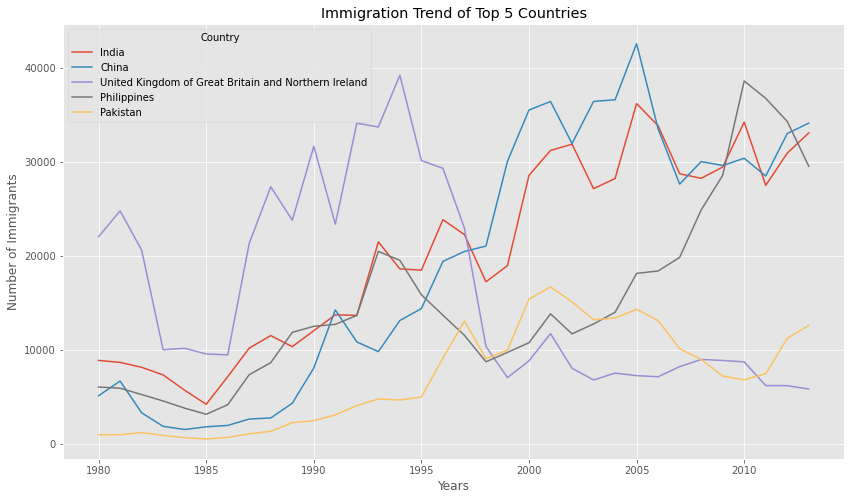 Immigration Trend of Top 5 Countries
Country
India
China
United Kingdom of Great Britain and Northern Ireland
Philippines
Pakistan
Number of Immigrants
40000
30000
20000
10000
0
1980 1985 1990 1995 2000 2005 2010
Years